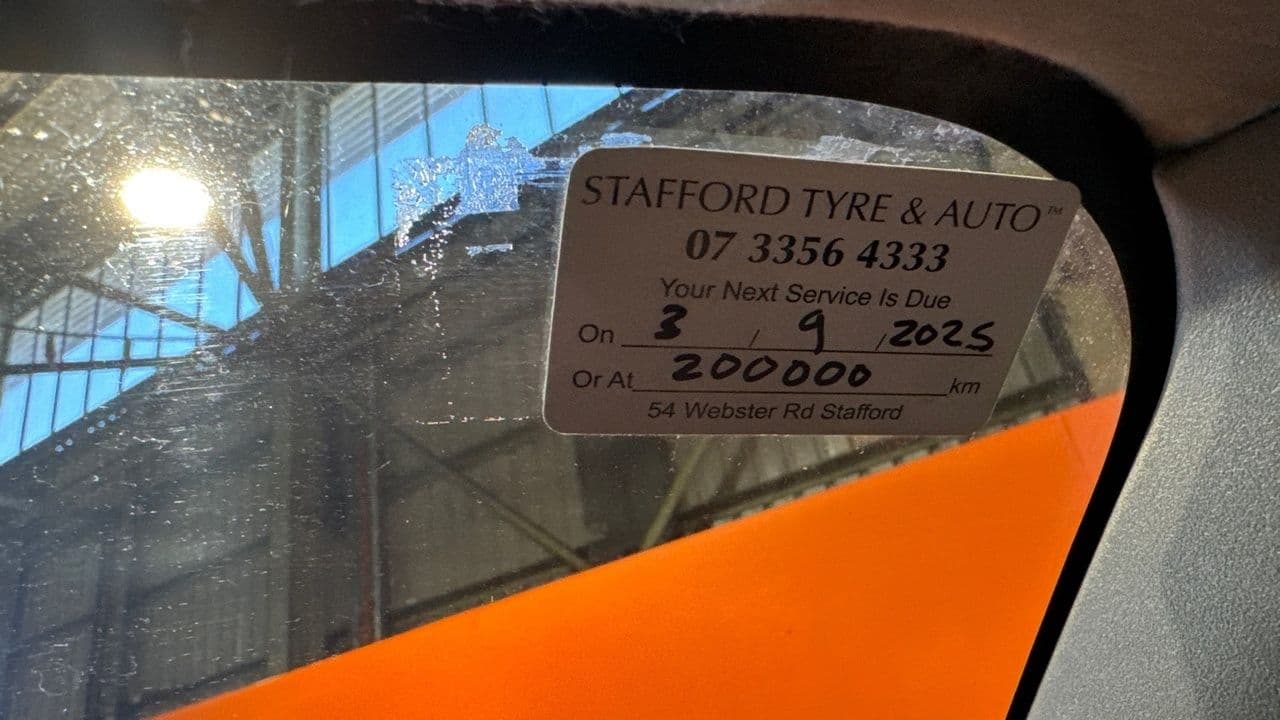 STAFFORD TYRE & AUTO™
07 3356 4333
Your Next Service Is Due
On 3 / 9 / 2025
Or At 200000 km
54 Webster Rd Stafford